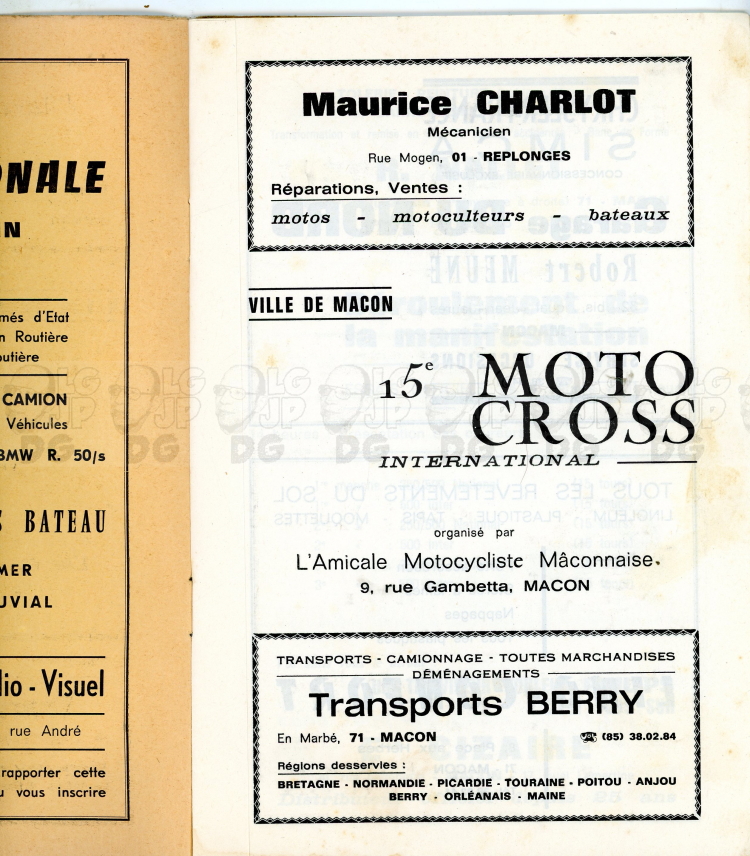 NALE
IN
més d'Etat
n Routière
outière
CAMION
Véhicules
BMW R. 50/s
BATEAU
MER
UVIAL
dio - Visuel
rue André
rapporter cette
vous inscrire
Maurice CHARLOT
Mécanicien
Rue Mogen, 01 - REPLONGES
Réparations, Ventes :
motos - motoculteurs - bateaux
VILLE DE MACON
15e MOTO
CROSS
INTERNATIONAL
organisé par
L'Amicale Motocycliste Mâconnaise.
9, rue Gambetta, MACON
TRANSPORTS - CAMIONNAGE - TOUTES MARCHANDISES
DÉMÉNAGEMENTS
Transports BERRY
En Marbé, 71 - MACON ☎ (85) 38.02.84
Régions desservies :
BRETAGNE - NORMANDIE - PICARDIE - TOURAINE - POITOU - ANJOU
BERRY - ORLÉANAIS - MAINE